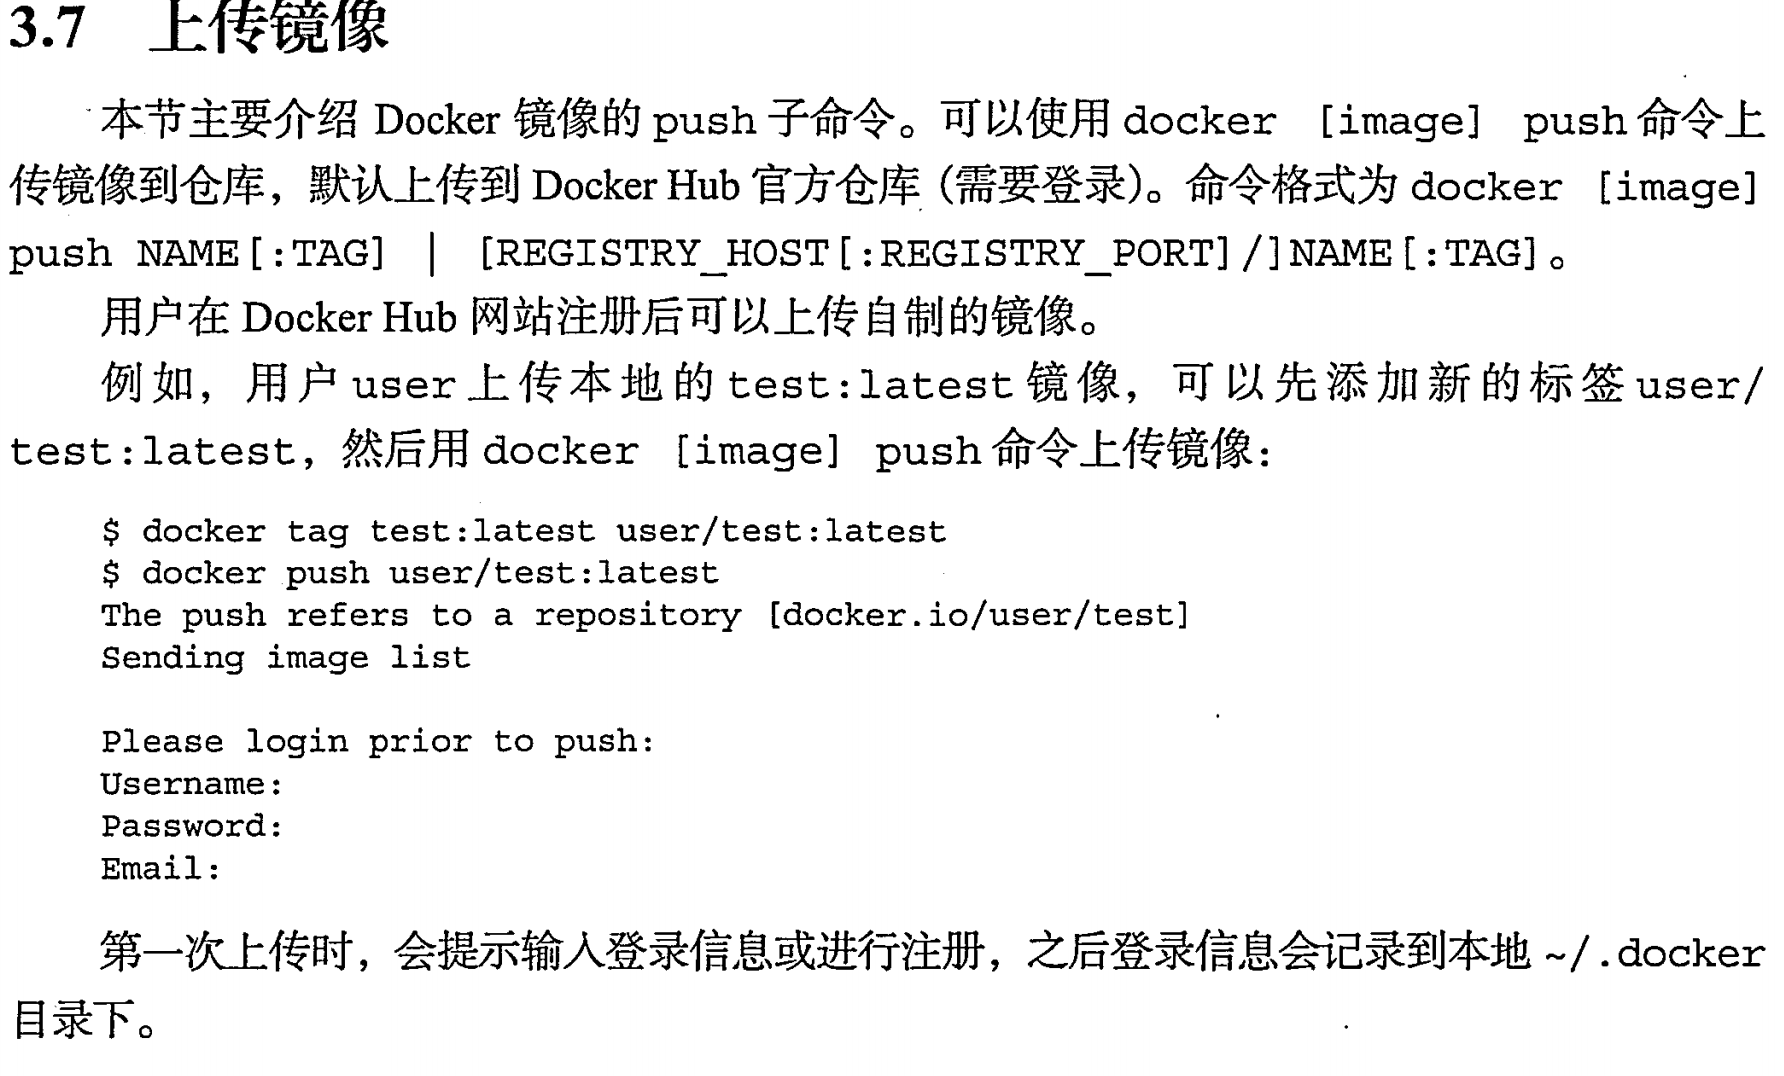 3.7 上传镜像
本节主要介绍 Docker 镜像的 push 子命令。可以使用 docker [image] push 命令上
传镜像到仓库，默认上传到 Docker Hub 官方仓库（需要登录）。命令格式为 docker [image]
push NAME[:TAG] | [REGISTRY_HOST[:REGISTRY_PORT]/]NAME[:TAG]。
用户在 Docker Hub 网站注册后可以上传自制的镜像。
例如，用户 user 上传本地的 test:latest 镜像，可以先添加新的标签 user/
test:latest，然后用 docker [image] push 命令上传镜像：
$ docker tag test:latest user/test:latest
$ docker push user/test:latest
The push refers to a repository [docker.io/user/test]
Sending image list
Please login prior to push:
Username:
Password:
Email:
第一次上传时，会提示输入登录信息或进行注册，之后登录信息会记录到本地 ~/.docker
目录下。